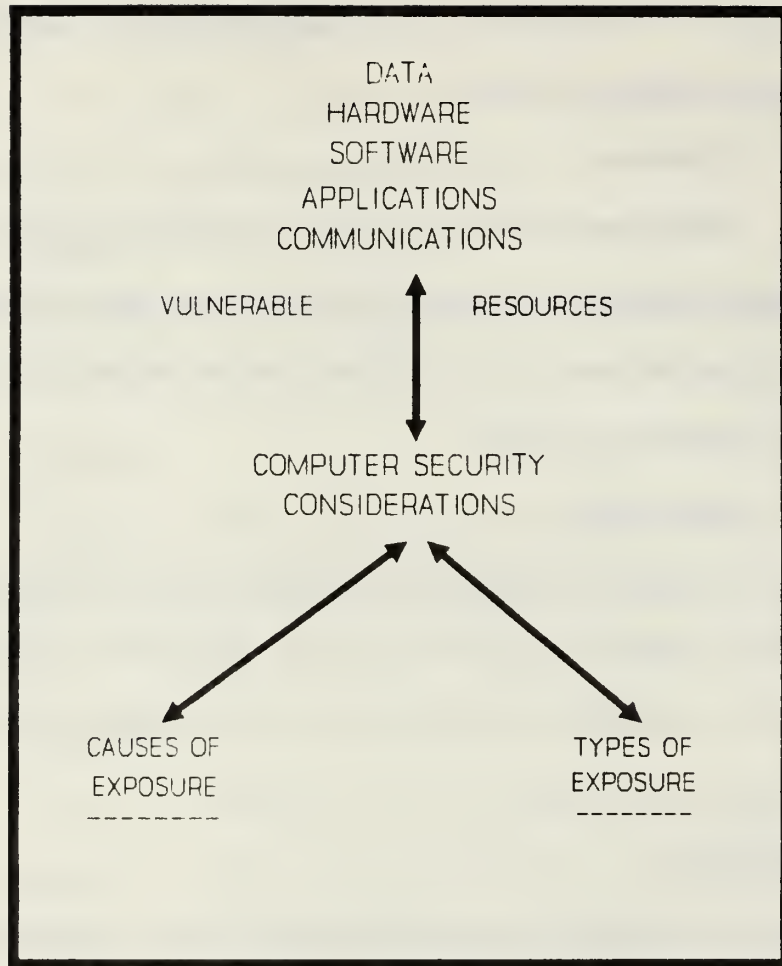 DATA
HARDWARE
SOFTWARE
APPLICATIONS
COMMUNICATIONS
VULNERABLE RESOURCES
COMPUTER SECURITY
CONSIDERATIONS
CAUSES OF
EXPOSURE
--------
TYPES OF
EXPOSURE
--------